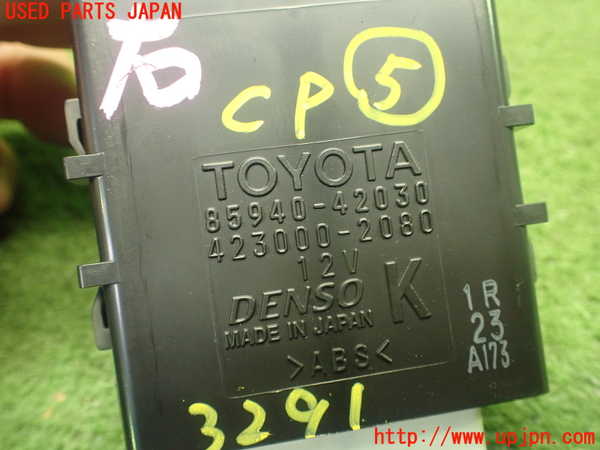 USED PARTS JAPAN
右
CP⑤
TOYOTA
85940-42030
423000-2080
12V
DENSO
K
MADE IN JAPAN
>ABS<
1R
23
A173
3291
http://www.upjpn.com/